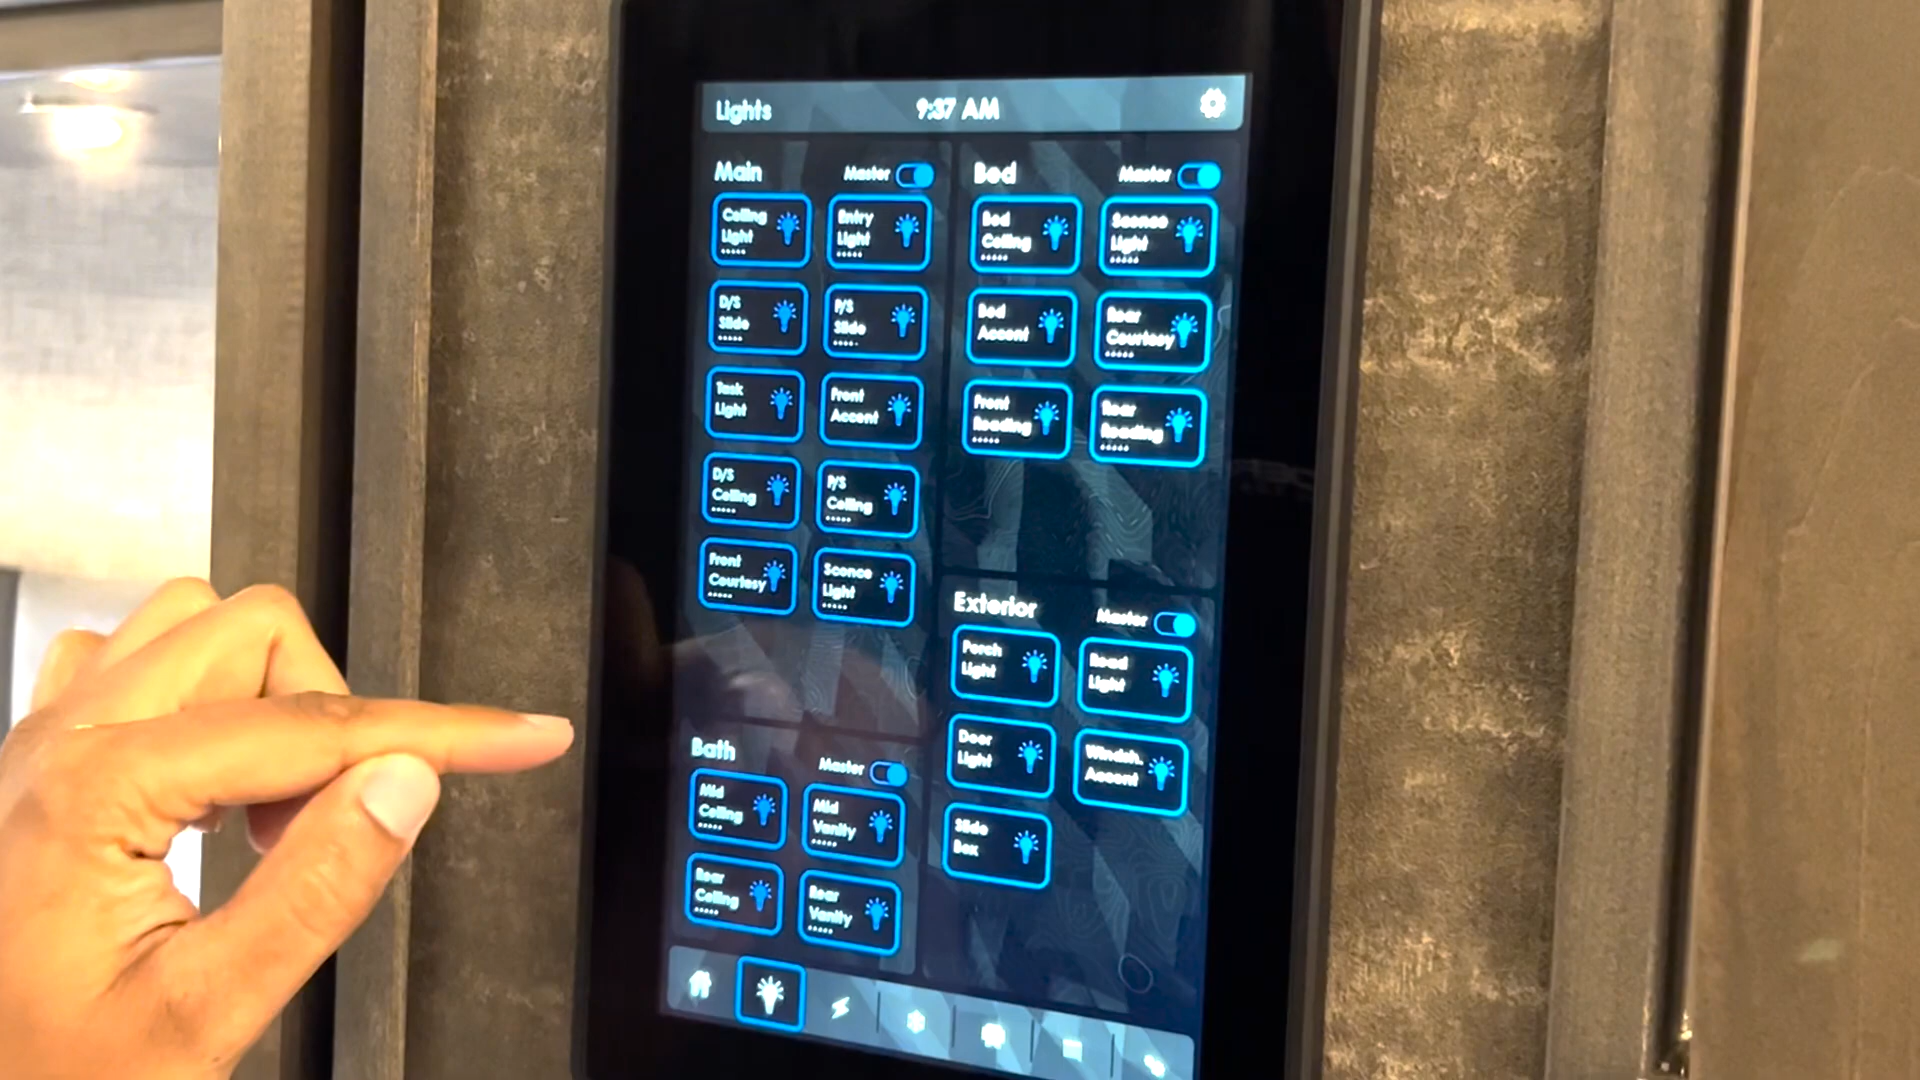 Lights 9:37 AM
Main Master
Ceiling
Light
Entry
Light
D/S
Slide
P/S
Slide
Task
Light
Front
Accent
D/S
Ceiling
P/S
Ceiling
Front
Courtesy
Sconce
Light
Bath Master
Mid
Ceiling
Mid
Vanity
Rear
Ceiling
Rear
Vanity
Bed Master
Bed
Ceiling
Sconce
Light
Bed
Accent
Rear
Courtesy
Front
Reading
Rear
Reading
Exterior Master
Porch
Light
Road
Light
Door
Light
Windsh.
Accent
Slide
Box